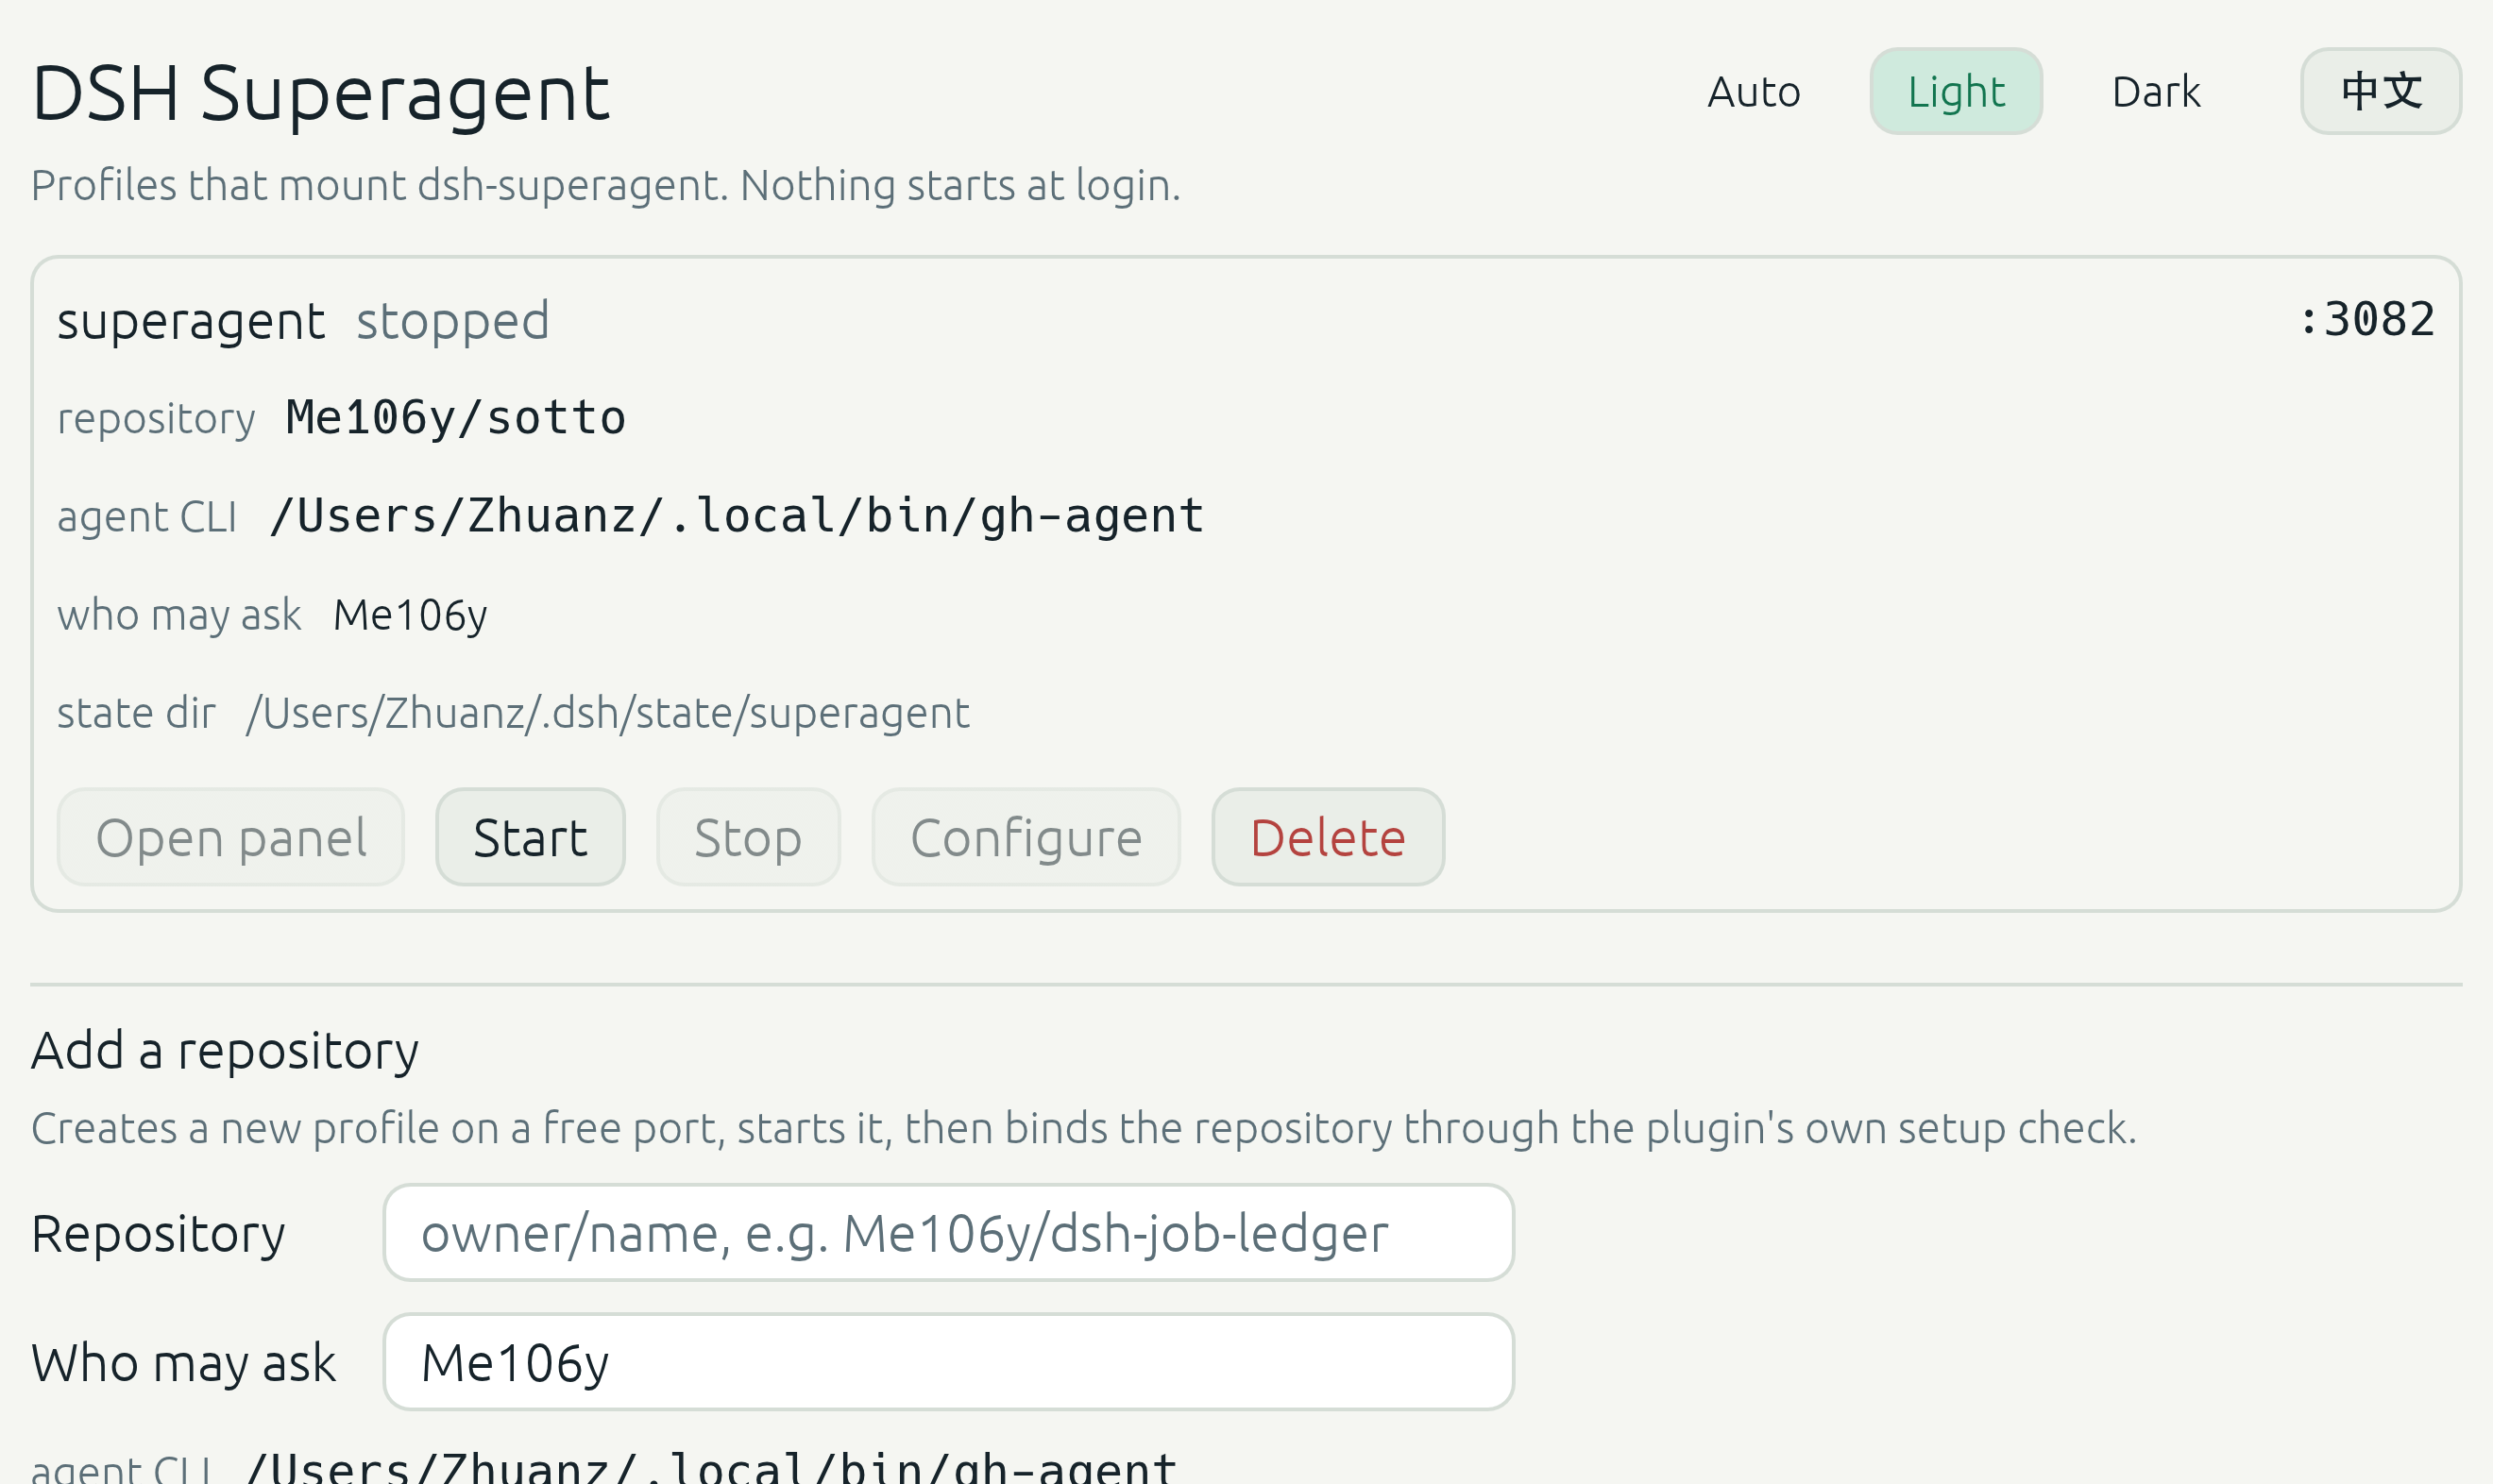 DSH Superagent
Auto Light Dark 中文
Profiles that mount dsh-superagent. Nothing starts at login.
superagent stopped :3082
repository Me106y/sotto
agent CLI /Users/Zhuanz/.local/bin/gh-agent
who may ask Me106y
state dir /Users/Zhuanz/.dsh/state/superagent
Open panel Start Stop Configure Delete
Add a repository
Creates a new profile on a free port, starts it, then binds the repository through the plugin's own setup check.
Repository owner/name, e.g. Me106y/dsh-job-ledger
Who may ask Me106y
agent CLI /Users/Zhuanz/.local/bin/gh-agent